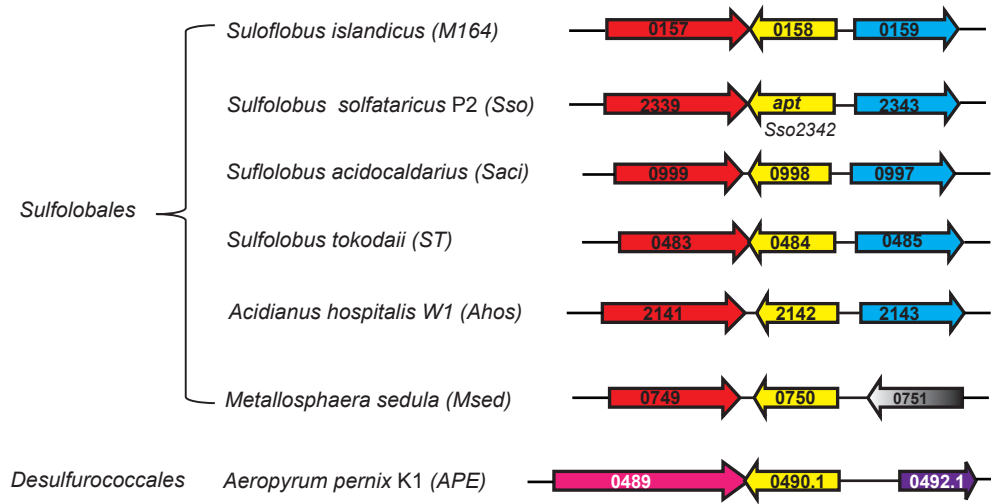 Suloflobus islandicus (M164) 0157 0158 0159
Sulfolobus solfataricus P2 (Sso) 2339 apt 2343
Sso2342
Suflolobus acidocaldarius (Saci) 0999 0998 0997
Sulfolobales
Sulfolobus tokodaii (ST) 0483 0484 0485
Acidianus hospitalis W1 (Ahos) 2141 2142 2143
Metallosphaera sedula (Msed) 0749 0750 0751
Desulfurococcales Aeropyrum pernix K1 (APE) 0489 0490.1 0492.1